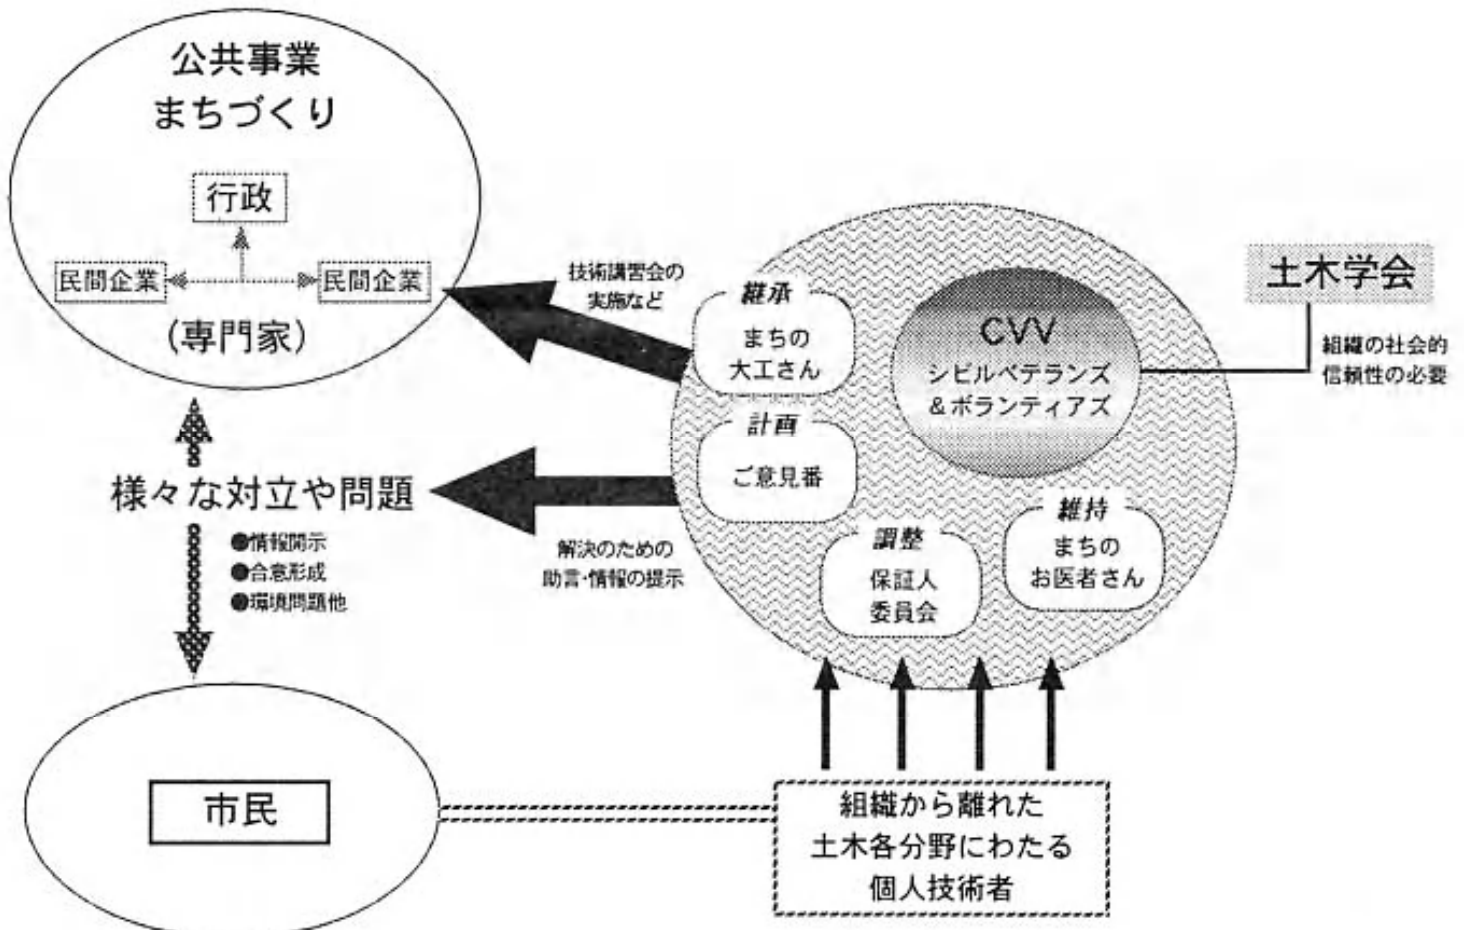 公共事業
まちづくり
行政
民間企業
民間企業
(専門家)
技術講習会の
実施など
継承
まちの
大工さん
CVV
シビルベテランズ
&ボランティアズ
土木学会
組織の社会的
信頼性の必要
計画
ご意見番
様々な対立や問題
●情報開示
●合意形成
●環境問題他
解決のための
助言・情報の提示
調整
保証人
委員会
維持
まちの
お医者さん
市民
組織から離れた
土木各分野にわたる
個人技術者